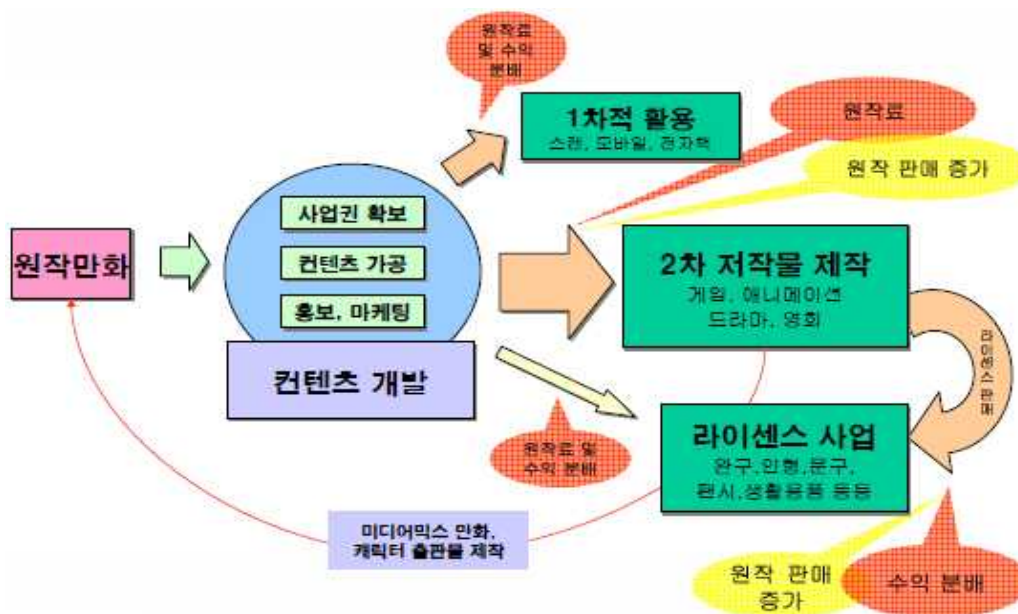 원작료
및 수익
분배
1차적 활용
스캔, 모바일, 전자책
원작료
원작 판매 증가
사업권 확보
컨텐츠 가공
홍보, 마케팅
컨텐츠 개발
원작만화
2차 저작물 제작
게임, 애니메이션
드라마, 영화
라이센스 판매
라이센스 사업
완구,인형,문구,
팬시,생활용품 등등
원작료 및
수익 분배
미디어믹스 만화,
캐릭터 출판물 제작
원작 판매
증가
수익 분배